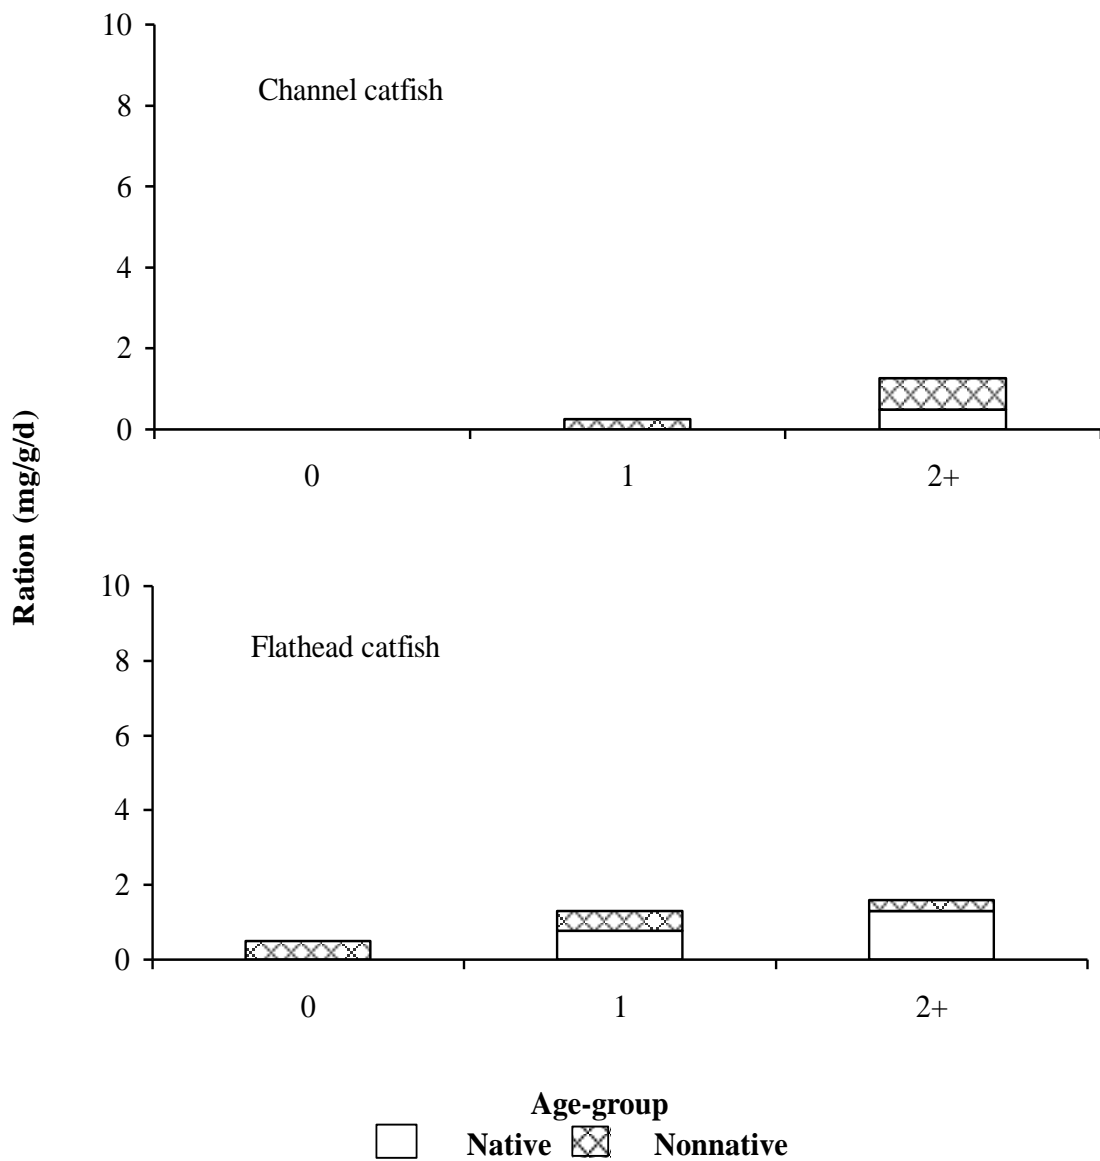 10
Channel catfish
8
6
4
2
0
0 1 2+
Ration (mg/g/d)
10
Flathead catfish
8
6
4
2
0
0 1 2+
Age-group
Native Nonnative